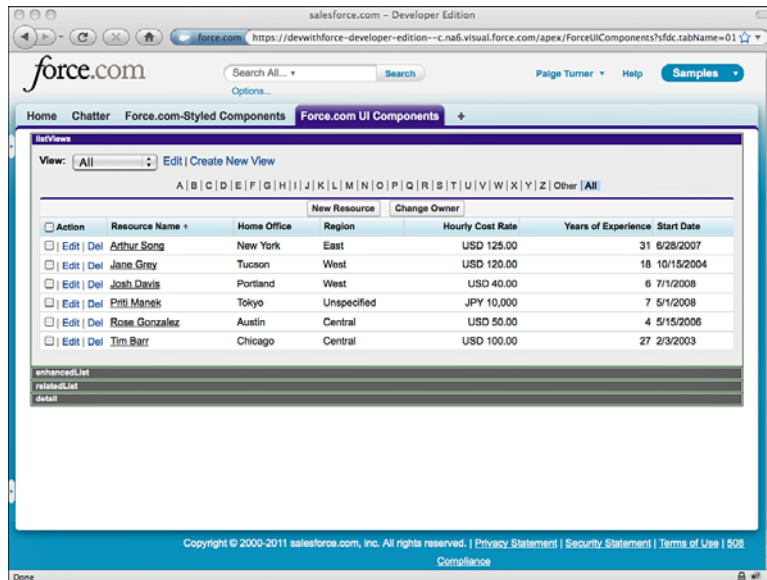 salesforce.com – Developer Edition
force.com https://devwithforce-developer-edition--c.na6.visual.force.com/apex/ForceUIComponents?sfdc.tabName=01
force.com
Search All...
Search
Options...
Paige Turner
Help
Samples
Home Chatter Force.com-Styled Components Force.com UI Components +
listViews
View: All Edit | Create New View
A | B | C | D | E | F | G | H | I | J | K | L | M | N | O | P | Q | R | S | T | U | V | W | X | Y | Z | Other | All
New Resource Change Owner
Action Resource Name ↑ Home Office Region Hourly Cost Rate Years of Experience Start Date
| Edit | Del Arthur Song New York East USD 125.00 31 6/28/2007
| Edit | Del Jane Grey Tucson West USD 120.00 18 10/15/2004
| Edit | Del Josh Davis Portland West USD 40.00 6 7/1/2008
| Edit | Del Priti Manek Tokyo Unspecified JPY 10,000 7 5/1/2008
| Edit | Del Rose Gonzalez Austin Central USD 50.00 4 5/15/2006
| Edit | Del Tim Barr Chicago Central USD 100.00 27 2/3/2003
enhancedList
relatedList
detail
Copyright © 2000-2011 salesforce.com, inc. All rights reserved. | Privacy Statement | Security Statement | Terms of Use | 508
Compliance
Done